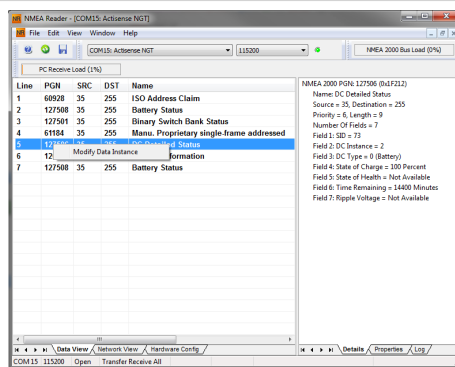 NMEA Reader - [COM15: Actisense NGT]
File Edit View Window Help
COM15: Actisense NGT 115200 NMEA 2000 Bus Load (0%)
PC Receive Load (1%)
Line PGN SRC DST Name
1 60928 35 255 ISO Address Claim
2 127508 35 255 Battery Status
3 127501 35 255 Binary Switch Bank Status
4 61184 35 255 Manu. Proprietary single-frame addressed
5 127506 35 255 DC Detailed Status
Modify Data Instance
6 12 formation
7 127508 35 255 Battery Status
NMEA 2000 PGN: 127506 (0x1F212)
Name: DC Detailed Status
Source = 35, Destination = 255
Priority = 6, Length = 9
Number Of Fields = 7
Field 1: SID = 73
Field 2: DC Instance = 2
Field 3: DC Type = 0 (Battery)
Field 4: State of Charge = 100 Percent
Field 5: State of Health = Not Available
Field 6: Time Remaining = 14400 Minutes
Field 7: Ripple Voltage = Not Available
Data View Network View Hardware Config
Details Properties Log
COM15 115200 Open Transfer Receive All